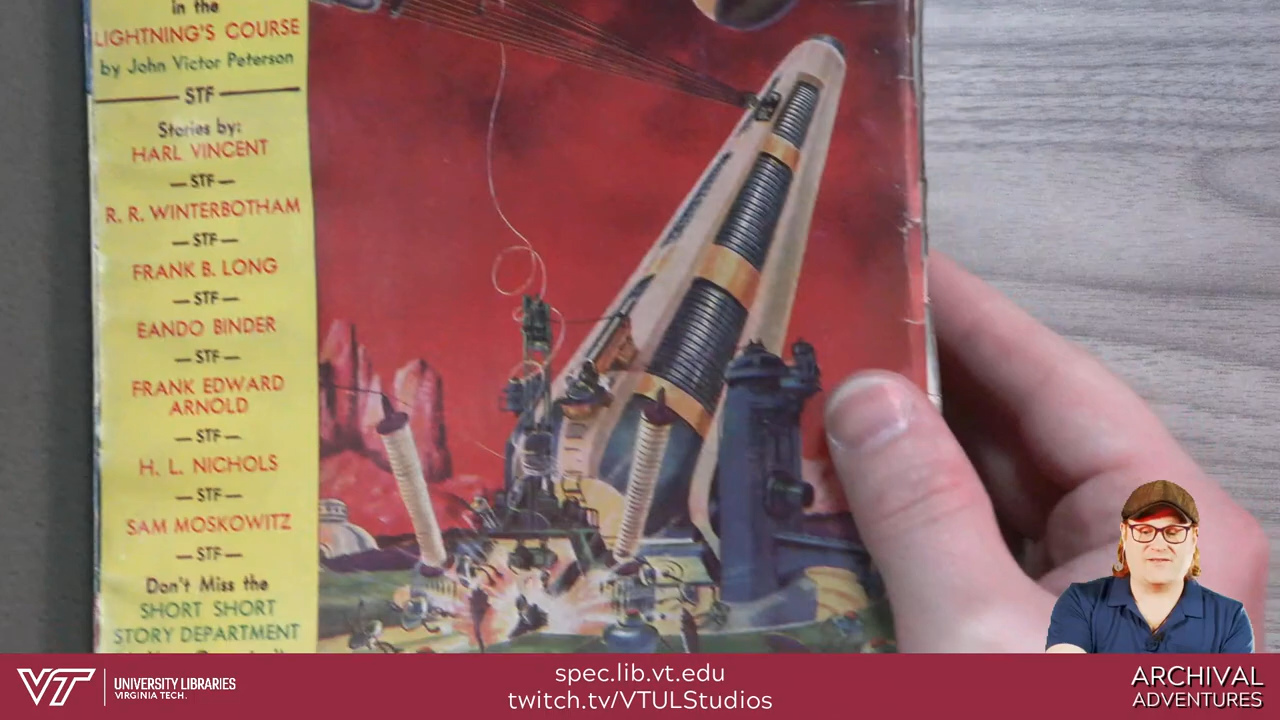 in the
LIGHTNING'S COURSE
by John Victor Peterson
STF
Stories by:
HARL VINCENT
—STF—
R. R. WINTERBOTHAM
—STF—
FRANK B. LONG
—STF—
EANDO BINDER
—STF—
FRANK EDWARD
ARNOLD
—STF—
H. L. NICHOLS
—STF—
SAM MOSKOWITZ
—STF—
Don't Miss the
SHORT SHORT
STORY DEPARTMENT
VT UNIVERSITY LIBRARIES
VIRGINIA TECH.
spec.lib.vt.edu
twitch.tv/VTULStudios
ARCHIVAL
ADVENTURES